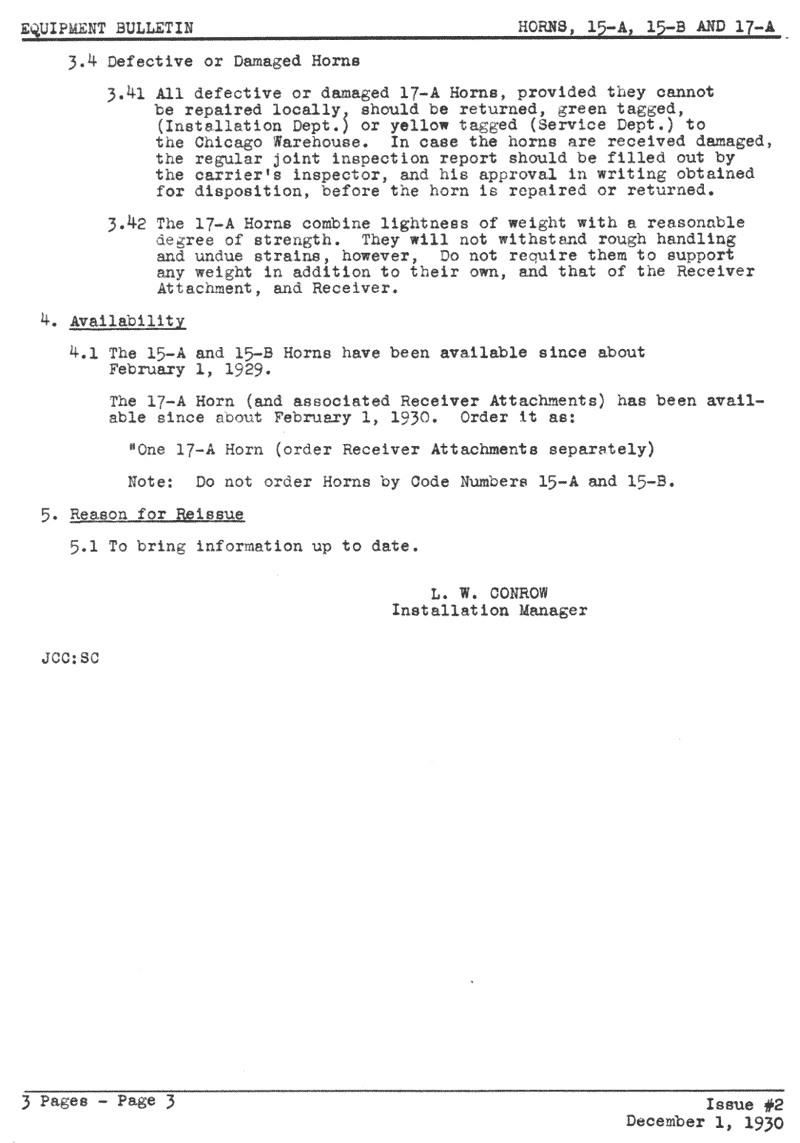 EQUIPMENT BULLETIN HORNS, 15-A, 15-B AND 17-A
3.4 Defective or Damaged Horns
3.41 All defective or damaged 17-A Horns, provided they cannot
be repaired locally, should be returned, green tagged,
(Installation Dept.) or yellow tagged (Service Dept.) to
the Chicago Warehouse. In case the horns are received damaged,
the regular joint inspection report should be filled out by
the carrier's inspector, and his approval in writing obtained
for disposition, before the horn is repaired or returned.
3.42 The 17-A Horns combine lightness of weight with a reasonable
degree of strength. They will not withstand rough handling
and undue strains, however, Do not require them to support
any weight in addition to their own, and that of the Receiver
Attachment, and Receiver.
4. Availability
4.1 The 15-A and 15-B Horns have been available since about
February 1, 1929.
The 17-A Horn (and associated Receiver Attachments) has been avail-
able since about February 1, 1930. Order it as:
"One 17-A Horn (order Receiver Attachments separately)
Note: Do not order Horns by Code Numbers 15-A and 15-B.
5. Reason for Reissue
5.1 To bring information up to date.
L. W. CONROW
Installation Manager
JCC:SC
3 Pages - Page 3
Issue #2
December 1, 1930